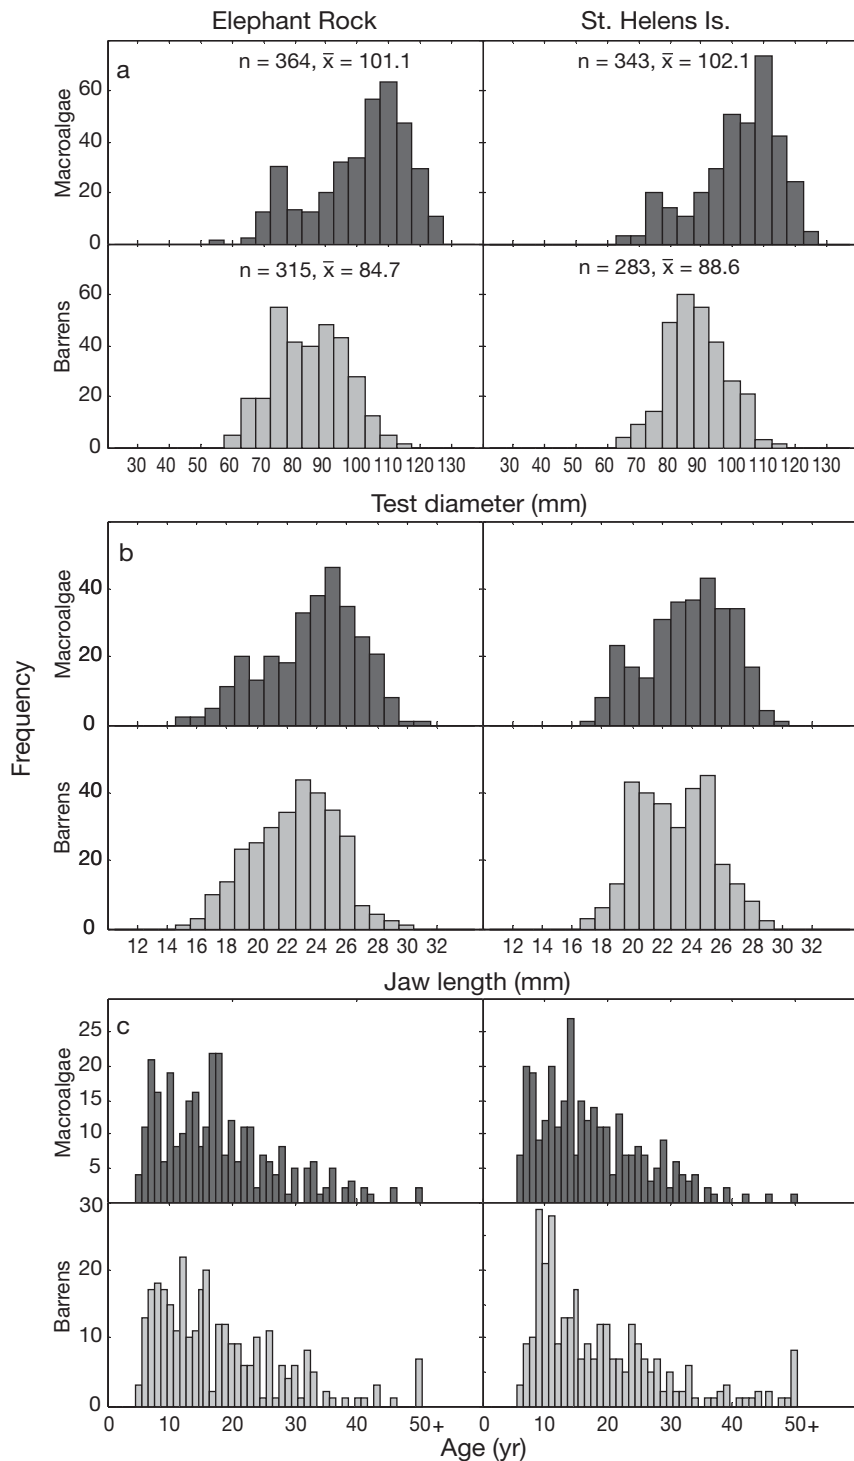 Elephant Rock
St. Helens Is.
a
n = 364, x̅ = 101.1
n = 343, x̅ = 102.1
Macroalgae
60
40
20
0
n = 315, x̅ = 84.7
n = 283, x̅ = 88.6
Barrens
60
40
20
0
30 40 50 60 70 80 90 100 110 120 130
30 40 50 60 70 80 90 100 110 120 130
Test diameter (mm)
Frequency
b
Macroalgae
40
20
0
Barrens
40
20
0
12 14 16 18 20 22 24 26 28 30 32
12 14 16 18 20 22 24 26 28 30 32
Jaw length (mm)
c
Macroalgae
25
20
15
10
5
Barrens
30
20
10
0
0 10 20 30 40 50+
0 10 20 30 40 50+
Age (yr)